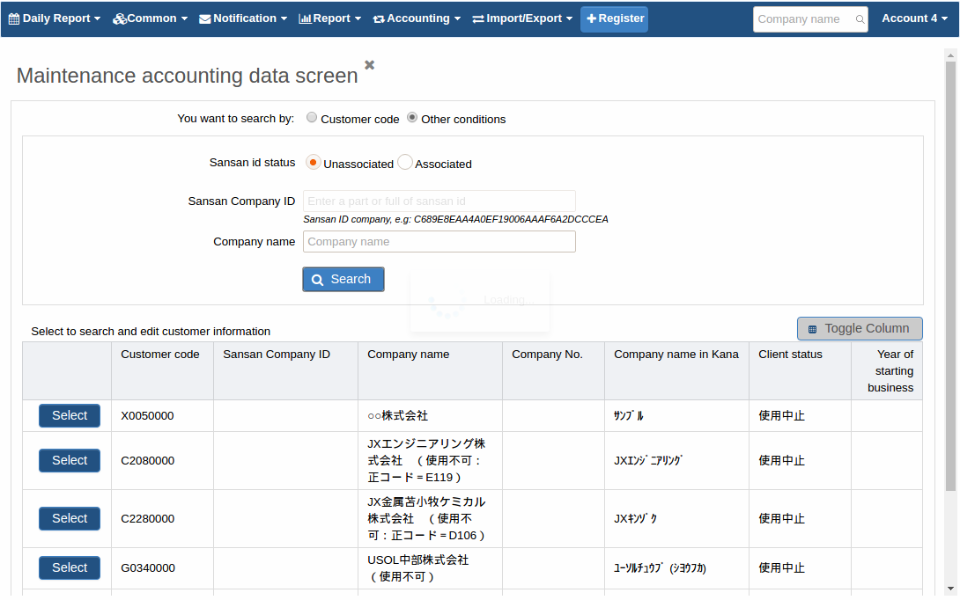 Daily Report Common Notification Report Accounting Import/Export Register Company name Account 4
Maintenance accounting data screen
You want to search by: Customer code Other conditions
Sansan id status Unassociated Associated
Sansan Company ID Enter a part or full of sansan id
Sansan ID company, e.g: C689E8EAA4A0EF19006AAAF6A2DCCCEA
Company name Company name
Search
Loading...
Select to search and edit customer information
Toggle Column
Customer code Sansan Company ID Company name Company No. Company name in Kana Client status Year of
starting
business
Select X0050000 ○○株式会社 ｻﾝﾌﾟﾙ 使用中止
JXエンジニアリング株
Select C2080000 式会社 （使用不可： JXｴﾝｼﾞﾆｱﾘﾝｸﾞ 使用中止
正コード＝E119）
JX金属苫小牧ケミカル
Select C2280000 株式会社 （使用不 JXｷﾝｿﾞｸ 使用中止
可：正コード＝D106）
USOL中部株式会社
Select G0340000 （使用不可） ﾕｰｿﾙﾁｭｳﾌﾞ (ｼﾖｳﾌｶ) 使用中止